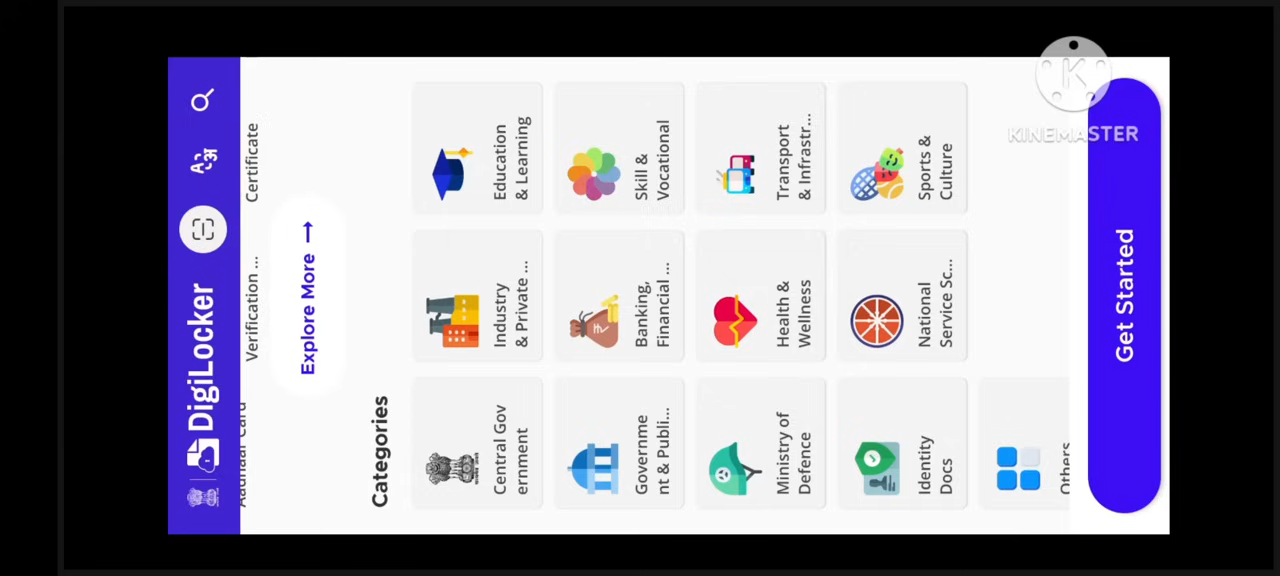 DigiLocker
A अ
Aadhaar Card
Verification ...
Certificate
Explore More →
Categories
Central Gov
ernment
Industry
& Private ...
Education
& Learning
Governme
nt & Publi...
Banking,
Financial ...
Skill &
Vocational
Ministry of
Defence
Health &
Wellness
Transport
& Infrastr...
Identity
Docs
National
Service Sc...
Sports &
Culture
Others
Get Started
K
KINEMASTER